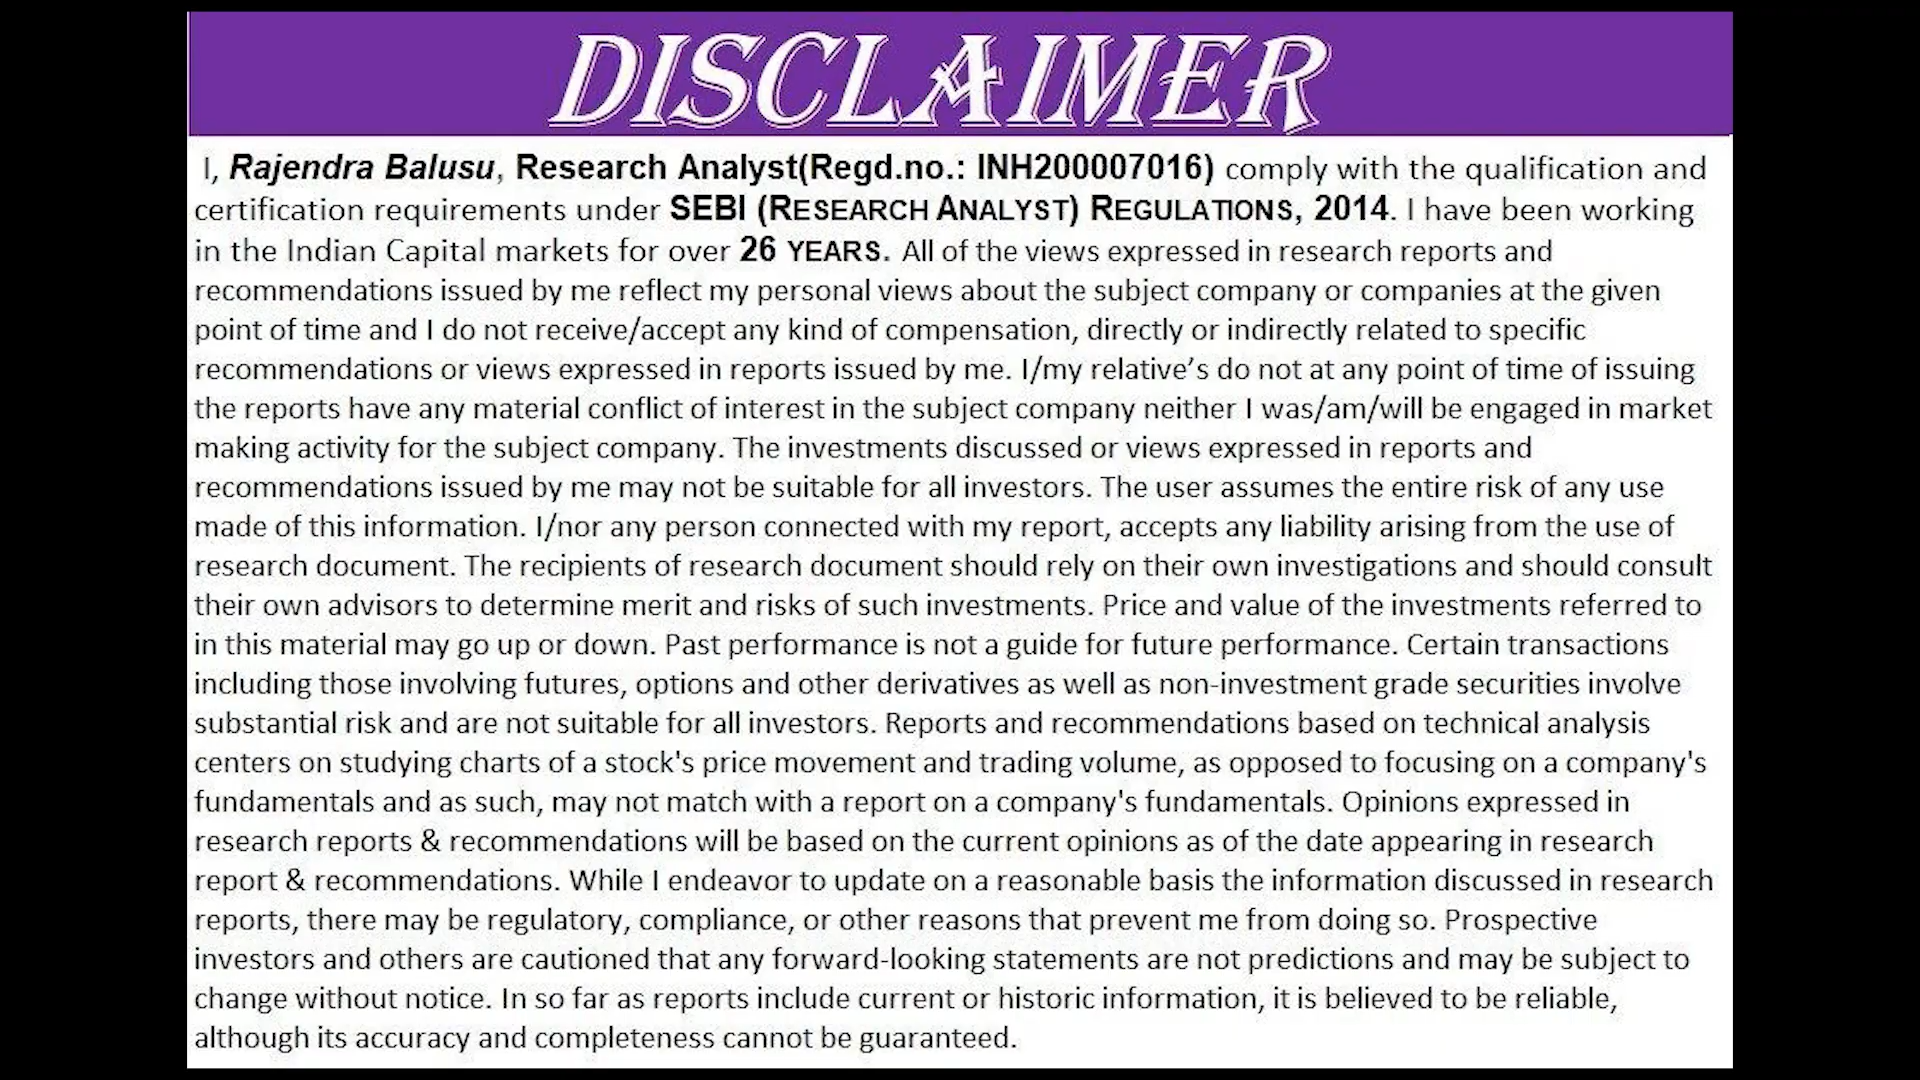 DISCLAIMER
I, Rajendra Balusu, Research Analyst(Regd.no.: INH200007016) comply with the qualification and
certification requirements under SEBI (RESEARCH ANALYST) REGULATIONS, 2014. I have been working
in the Indian Capital markets for over 26 YEARS. All of the views expressed in research reports and
recommendations issued by me reflect my personal views about the subject company or companies at the given
point of time and I do not receive/accept any kind of compensation, directly or indirectly related to specific
recommendations or views expressed in reports issued by me. I/my relative’s do not at any point of time of issuing
the reports have any material conflict of interest in the subject company neither I was/am/will be engaged in market
making activity for the subject company. The investments discussed or views expressed in reports and
recommendations issued by me may not be suitable for all investors. The user assumes the entire risk of any use
made of this information. I/nor any person connected with my report, accepts any liability arising from the use of
research document. The recipients of research document should rely on their own investigations and should consult
their own advisors to determine merit and risks of such investments. Price and value of the investments referred to
in this material may go up or down. Past performance is not a guide for future performance. Certain transactions
including those involving futures, options and other derivatives as well as non-investment grade securities involve
substantial risk and are not suitable for all investors. Reports and recommendations based on technical analysis
centers on studying charts of a stock's price movement and trading volume, as opposed to focusing on a company's
fundamentals and as such, may not match with a report on a company's fundamentals. Opinions expressed in
research reports & recommendations will be based on the current opinions as of the date appearing in research
report & recommendations. While I endeavor to update on a reasonable basis the information discussed in research
reports, there may be regulatory, compliance, or other reasons that prevent me from doing so. Prospective
investors and others are cautioned that any forward-looking statements are not predictions and may be subject to
change without notice. In so far as reports include current or historic information, it is believed to be reliable,
although its accuracy and completeness cannot be guaranteed.